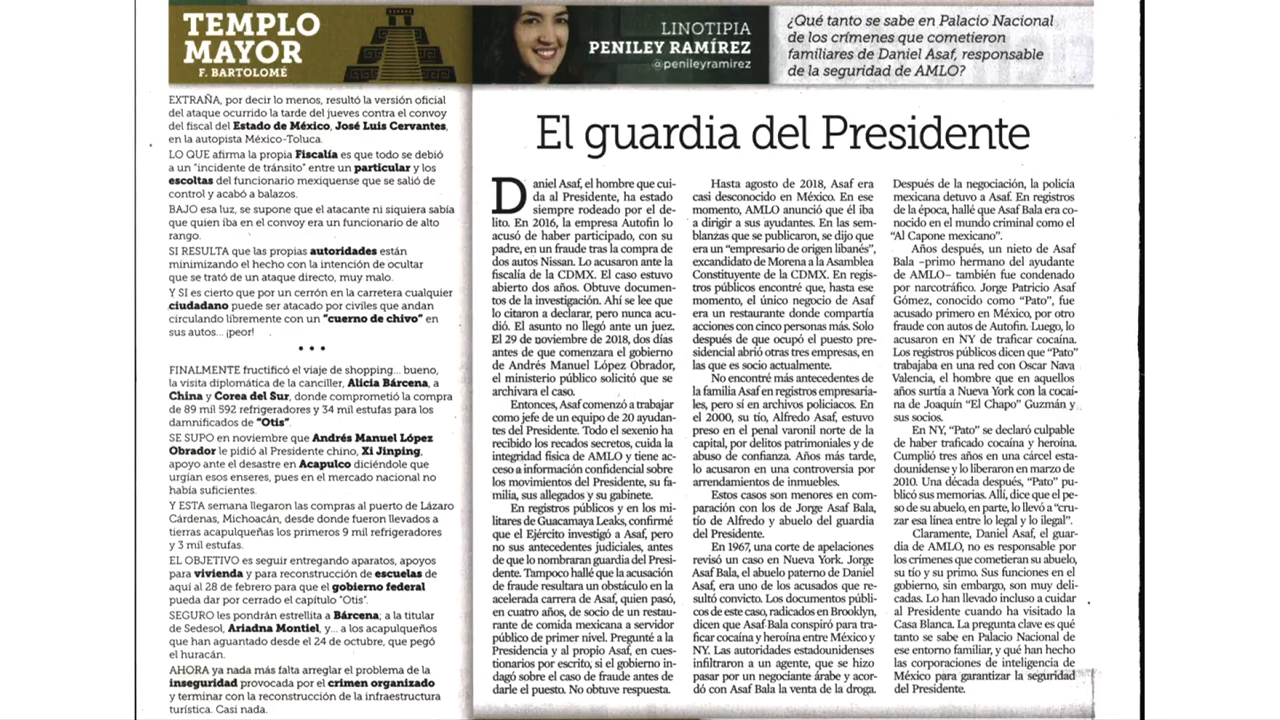 TEMPLO
MAYOR
F. BARTOLOMÉ
EXTRAÑA, por decir lo menos, resultó la versión oficial
del ataque ocurrido la tarde del jueves contra el convoy
del fiscal del Estado de México, José Luis Cervantes,
en la autopista México-Toluca.
LO QUE afirma la propia Fiscalía es que todo se debió
a un "incidente de tránsito" entre un particular y los
escoltas del funcionario mexiquense que se salió de
control y acabó a balazos.
BAJO esa luz, se supone que el atacante ni siquiera sabía
que quien iba en el convoy era un funcionario de alto
rango.
SI RESULTA que las propias autoridades están
minimizando el hecho con la intención de ocultar
que se trató de un ataque directo, muy malo.
Y SI es cierto que por un cerrón en la carretera cualquier
ciudadano puede ser atacado por civiles que andan
circulando libremente con un "cuerno de chivo" en
sus autos... ¡peor!
• • •
FINALMENTE fructificó el viaje de shopping... bueno,
la visita diplomática de la canciller, Alicia Bárcena, a
China y Corea del Sur, donde comprometió la compra
de 89 mil 592 refrigeradores y 34 mil estufas para los
damnificados de "Otis".
SE SUPO en noviembre que Andrés Manuel López
Obrador le pidió al Presidente chino, Xi Jinping,
apoyo ante el desastre en Acapulco diciéndole que
urgían esos enseres, pues en el mercado nacional no
había suficientes.
Y ESTA semana llegaron las compras al puerto de Lázaro
Cárdenas, Michoacán, desde donde fueron llevados a
tierras acapulqueñas los primeros 9 mil refrigeradores
y 3 mil estufas.
EL OBJETIVO es seguir entregando aparatos, apoyos
para vivienda y para reconstrucción de escuelas de
aquí al 28 de febrero para que el gobierno federal
pueda dar por cerrado el capítulo "Otis".
SEGURO les pondrán estrellita a Bárcena; a la titular
de Sedesol, Ariadna Montiel, y... a los acapulqueños
que han aguantado desde el 24 de octubre, que pegó
el huracán.
AHORA ya nada más falta arreglar el problema de la
inseguridad provocada por el crimen organizado
y terminar con la reconstrucción de la infraestructura
turística. Casi nada.
LINOTIPIA
PENILEY RAMÍREZ
@penileyramirez
¿Qué tanto se sabe en Palacio Nacional
de los crímenes que cometieron
familiares de Daniel Asaf, responsable
de la seguridad de AMLO?
El guardia del Presidente
Daniel Asaf, el hombre que cui-
da al Presidente, ha estado
siempre rodeado por el de-
lito. En 2016, la empresa Autofin lo
acusó de haber participado, con su
padre, en un fraude tras la compra de
dos autos Nissan. Lo acusaron ante la
fiscalía de la CDMX. El caso estuvo
abierto dos años. Obtuve documen-
tos de la investigación. Ahí se lee que
lo citaron a declarar, pero nunca acu-
dió. El asunto no llegó ante un juez.
El 29 de noviembre de 2018, dos días
antes de que comenzara el gobierno
de Andrés Manuel López Obrador,
el ministerio público solicitó que se
archivara el caso.
Entonces, Asaf comenzó a trabajar
como jefe de un equipo de 20 ayudan-
tes del Presidente. Todo el sexenio ha
recibido los recados secretos, cuida la
integridad física de AMLO y tiene ac-
ceso a información confidencial sobre
los movimientos del Presidente, su fa-
milia, sus allegados y su gabinete.
En registros públicos y en los mi-
litares de Guacamaya Leaks, confirmé
que el Ejército investigó a Asaf, pero
no sus antecedentes judiciales, antes
de que lo nombraran guardia del Presi-
dente. Tampoco hallé que la acusación
de fraude resultara un obstáculo en la
acelerada carrera de Asaf, quien pasó,
en cuatro años, de socio de un restau-
rante de comida mexicana a servidor
público de primer nivel. Pregunté a la
Presidencia y al propio Asaf, en cues-
tionarios por escrito, si el gobierno in-
dagó sobre el caso de fraude antes de
darle el puesto. No obtuve respuesta.
Hasta agosto de 2018, Asaf era
casi desconocido en México. En ese
momento, AMLO anunció que él iba
a dirigir a sus ayudantes. En las sem-
blanzas que se publicaron, se dijo que
era un "empresario de origen libanés",
excandidato de Morena a la Asamblea
Constituyente de la CDMX. En regis-
tros públicos encontré que, hasta ese
momento, el único negocio de Asaf
era un restaurante donde compartía
acciones con cinco personas más. Solo
después de que ocupó el puesto pre-
sidencial abrió otras tres empresas, en
las que es socio actualmente.
No encontré más antecedentes de
la familia Asaf en registros empresaria-
les, pero sí en archivos policiacos. En
el 2000, su tío, Alfredo Asaf, estuvo
preso en el penal varonil norte de la
capital, por delitos patrimoniales y de
abuso de confianza. Años más tarde,
lo acusaron en una controversia por
arrendamientos de inmuebles.
Estos casos son menores en com-
paración con los de Jorge Asaf Bala,
tío de Alfredo y abuelo del guardia
del Presidente.
En 1967, una corte de apelaciones
revisó un caso en Nueva York. Jorge
Asaf Bala, el abuelo paterno de Daniel
Asaf, era uno de los acusados que re-
sultó convicto. Los documentos públi-
cos de este caso, radicados en Brooklyn,
dicen que Asaf Bala conspiró para tra-
ficar cocaína y heroína entre México y
NY. Las autoridades estadounidenses
infiltraron a un agente, que se hizo
pasar por un negociante árabe y acor-
dó con Asaf Bala la venta de la droga.
Después de la negociación, la policía
mexicana detuvo a Asaf. En registros
de la época, hallé que Asaf Bala era co-
nocido en el mundo criminal como el
"Al Capone mexicano".
Años después, un nieto de Asaf
Bala –primo hermano del ayudante
de AMLO– también fue condenado
por narcotráfico. Jorge Patricio Asaf
Gómez, conocido como "Pato", fue
acusado primero en México, por otro
fraude con autos de Autofin. Luego, lo
acusaron en NY de traficar cocaína.
Los registros públicos dicen que "Pato"
trabajaba en una red con Oscar Nava
Valencia, el hombre que en aquellos
años surtía a Nueva York con la cocaí-
na de Joaquín "El Chapo" Guzmán y
sus socios.
En NY, "Pato" se declaró culpable
de haber traficado cocaína y heroína.
Cumplió tres años en una cárcel esta-
dounidense y lo liberaron en marzo de
2010. Una década después, "Pato" pu-
blicó sus memorias. Allí, dice que el pe-
so de su abuelo, en parte, lo llevó a "cru-
zar esa línea entre lo legal y lo ilegal".
Claramente, Daniel Asaf, el guar-
dia de AMLO, no es responsable por
los crímenes que cometieran su abuelo,
su tío y su primo. Sus funciones en el
gobierno, sin embargo, son muy deli-
cadas. Lo han llevado incluso a cuidar
al Presidente cuando ha visitado la
Casa Blanca. La pregunta clave es qué
tanto se sabe en Palacio Nacional de
ese entorno familiar, y qué han hecho
las corporaciones de inteligencia de
México para garantizar la seguridad
del Presidente.